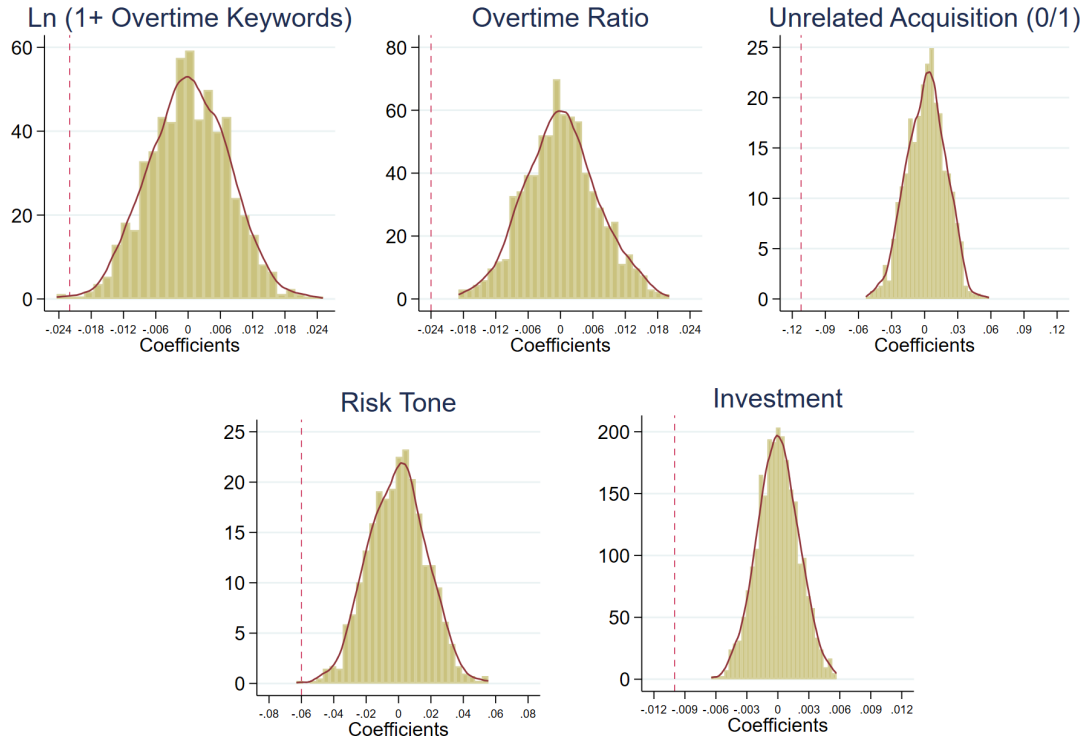 Ln (1+ Overtime Keywords)
60
40
20
0
-.024 -.018 -.012 -.006 0 .006 .012 .018 .024
Coefficients
Overtime Ratio
80
60
40
20
0
-.024 -.018 -.012 -.006 0 .006 .012 .018 .024
Coefficients
Unrelated Acquisition (0/1)
25
20
15
10
5
0
-.12 -.09 -.06 -.03 0 .03 .06 .09 .12
Coefficients
Risk Tone
25
20
15
10
5
0
-.08 -.06 -.04 -.02 0 .02 .04 .06 .08
Coefficients
Investment
200
150
100
50
0
-.012 -.009 -.006 -.003 0 .003 .006 .009 .012
Coefficients